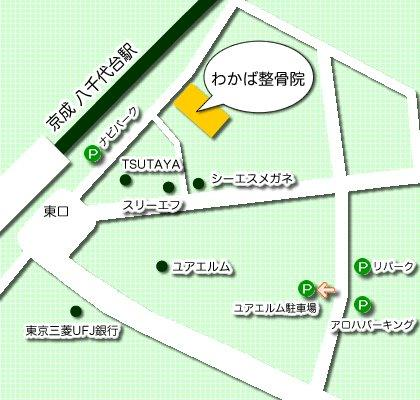 京成 八千代台駅
わかば整骨院
P
ナビパーク
TSUTAYA
シーエスメガネ
スリーエフ
東口
ユアエルム
P
リパーク
P
ユアエルム駐車場
P
アロハパーキング
東京三菱UFJ銀行